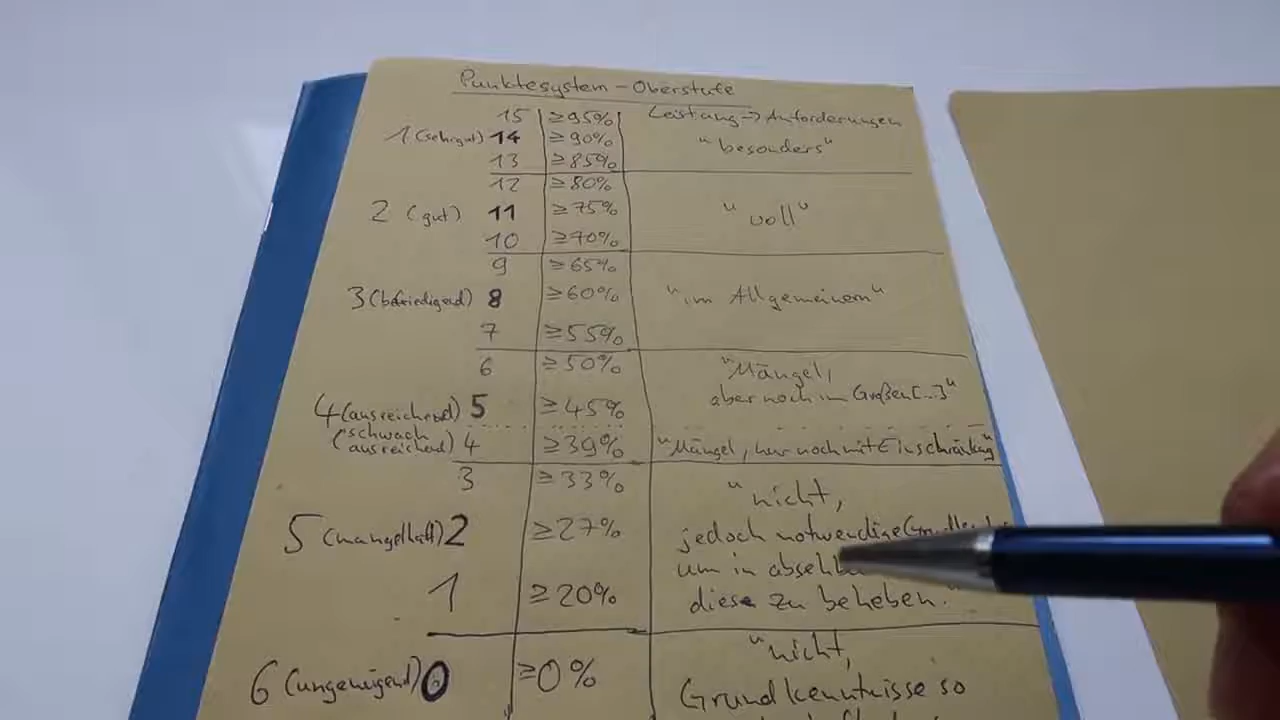 Punktesystem - Oberstufe
15 ≥95% Leistung → Anforderungen
1 (sehr gut) 14 ≥90% "besonders"
13 ≥85%
12 ≥80%
2 (gut) 11 ≥75% "voll"
10 ≥70%
9 ≥65%
3 (befriedigend) 8 ≥60% "im Allgemeinen"
7 ≥55%
6 ≥50% "Mängel,
aber noch im Großen [...]"
4 (ausreichend) 5 ≥45%
(schwach
ausreichend) 4 ≥39% "Mängel, nur noch mit Einschränkung"
3 ≥33% "nicht,
5 (mangelhaft) 2 ≥27% jedoch notwendige
um in
1 ≥20% diese zu beheben."
"nicht,
6 (ungenügend) 0 ≥0% Grundkenntnisse so